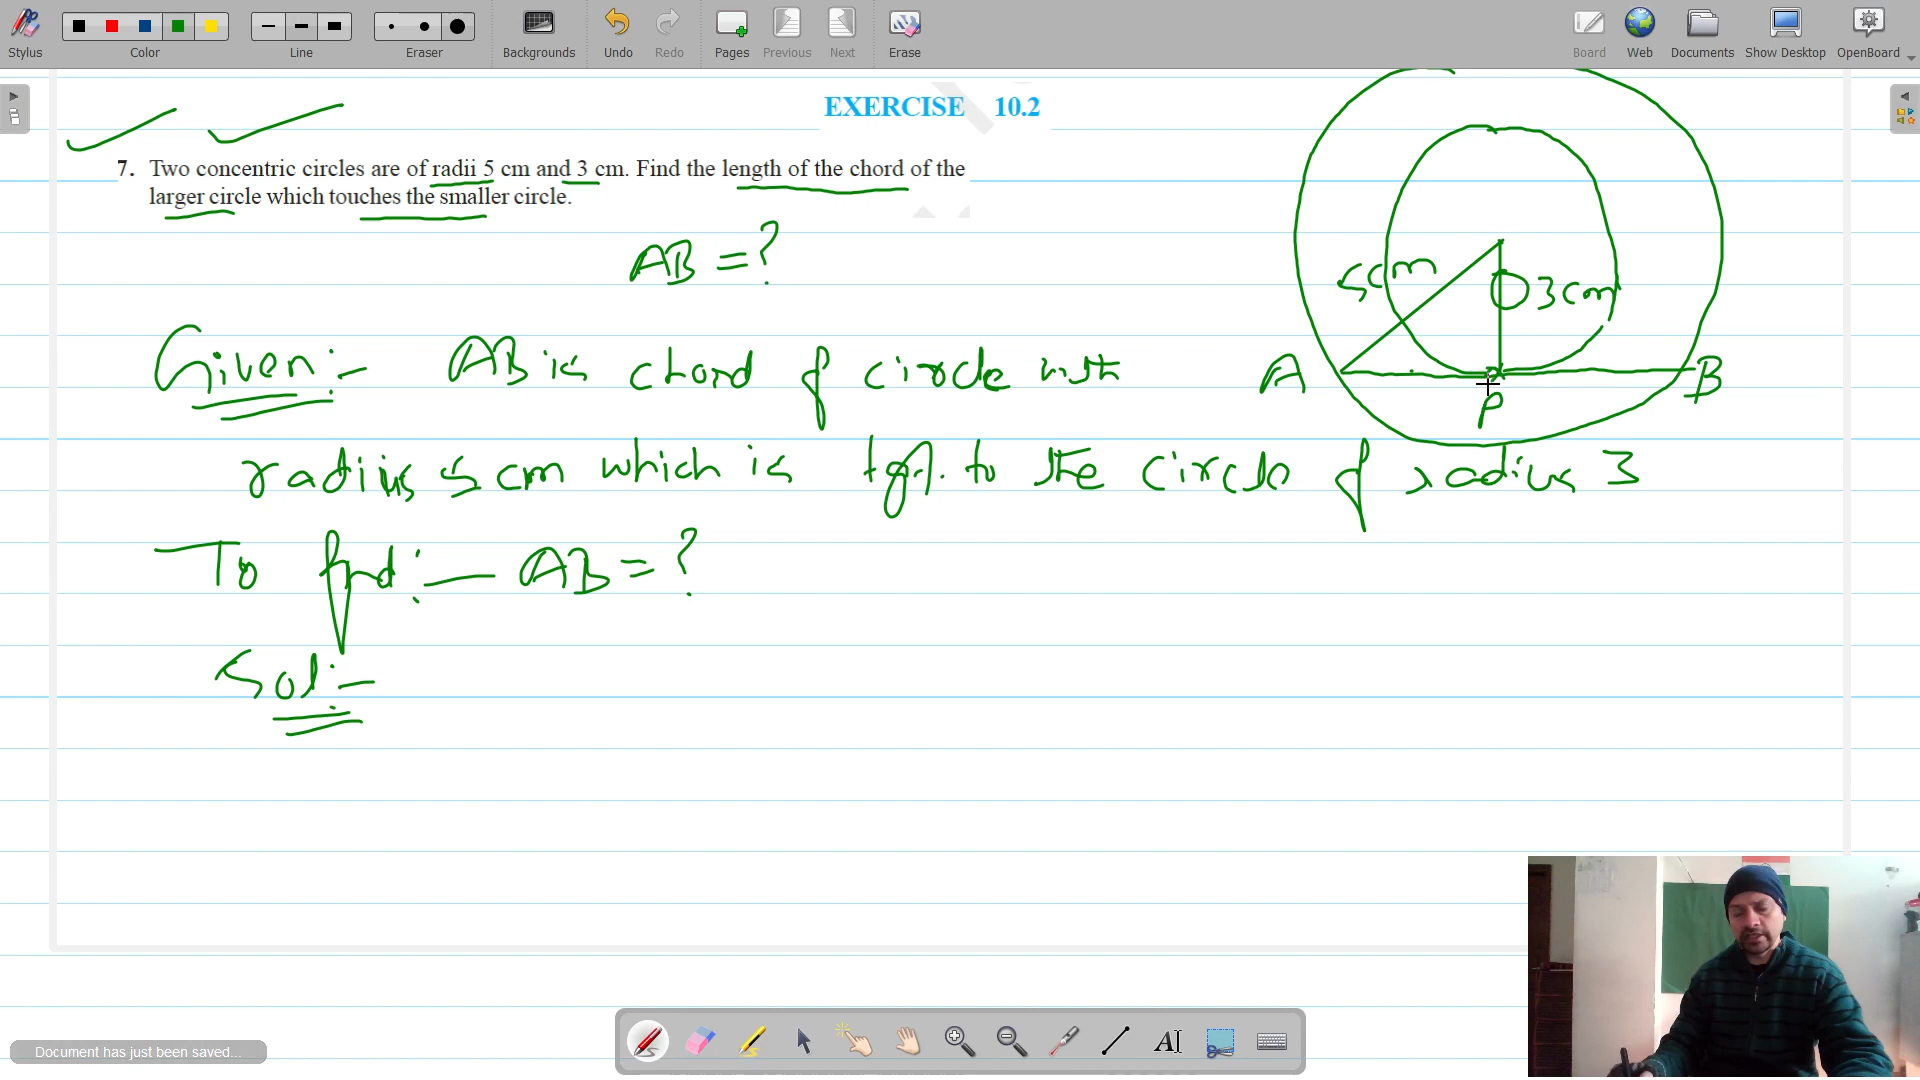 Stylus Color Line Eraser Backgrounds Undo Redo Pages Previous Next Erase Board Web Documents Show Desktop OpenBoard
EXERCISE 10.2
7. Two concentric circles are of radii 5 cm and 3 cm. Find the length of the chord of the
larger circle which touches the smaller circle.
AB = ?
5cm
O 3cm
A
B
P
Given:- AB is chord of circle with
radius 5 cm which is tgt. to the circle of radius 3
To find:- AB = ?
Sol:-
Document has just been saved...